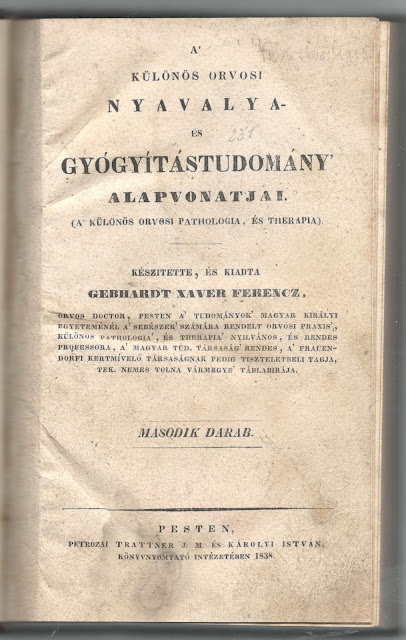 A'
KÜLÖNÖS ORVOSI
NYAVALYA-
ÉS
231
GYÓGYÍTÁSTUDOMÁNY'
ALAPVONATJAI.
(A' KÜLÖNÖS ORVOSI PATHOLOGIA, ÉS THERAPIA).
KÉSZITETTE, ÉS KIADTA
GEBHARDT XAVER FERENCZ,
ORVOS DOCTOR, PESTEN A' TUDOMÁNYOK' MAGYAR KIRÁLYI
EGYETEMÉNÉL A' SEBÉSZEK' SZÁMÁRA RENDELT ORVOSI PRAXIS',
KÜLÖNOS PATHOLOGIA', ÉS THERAPIA' NYILVÁNOS, ÉS RENDES
PROFESSORA, A' MAGYAR TUD. TÁRSASÁG' RENDES, A' FRAUEN-
DORFI KERTMÍVELŐ TÁRSASÁGNAK PEDIG TISZTELETBELI TAGJA,
TEK. NEMES TOLNA VÁRMEGYE' TÁBLABIRÁJA.
MÁSODIK DARAB.
PESTEN,
PETROZAI TRATTNER J. M. ÉS KÁROLYI ISTVÁN,
KÖNYVNYOMTATÓ INTÉZETÉBEN 1838.